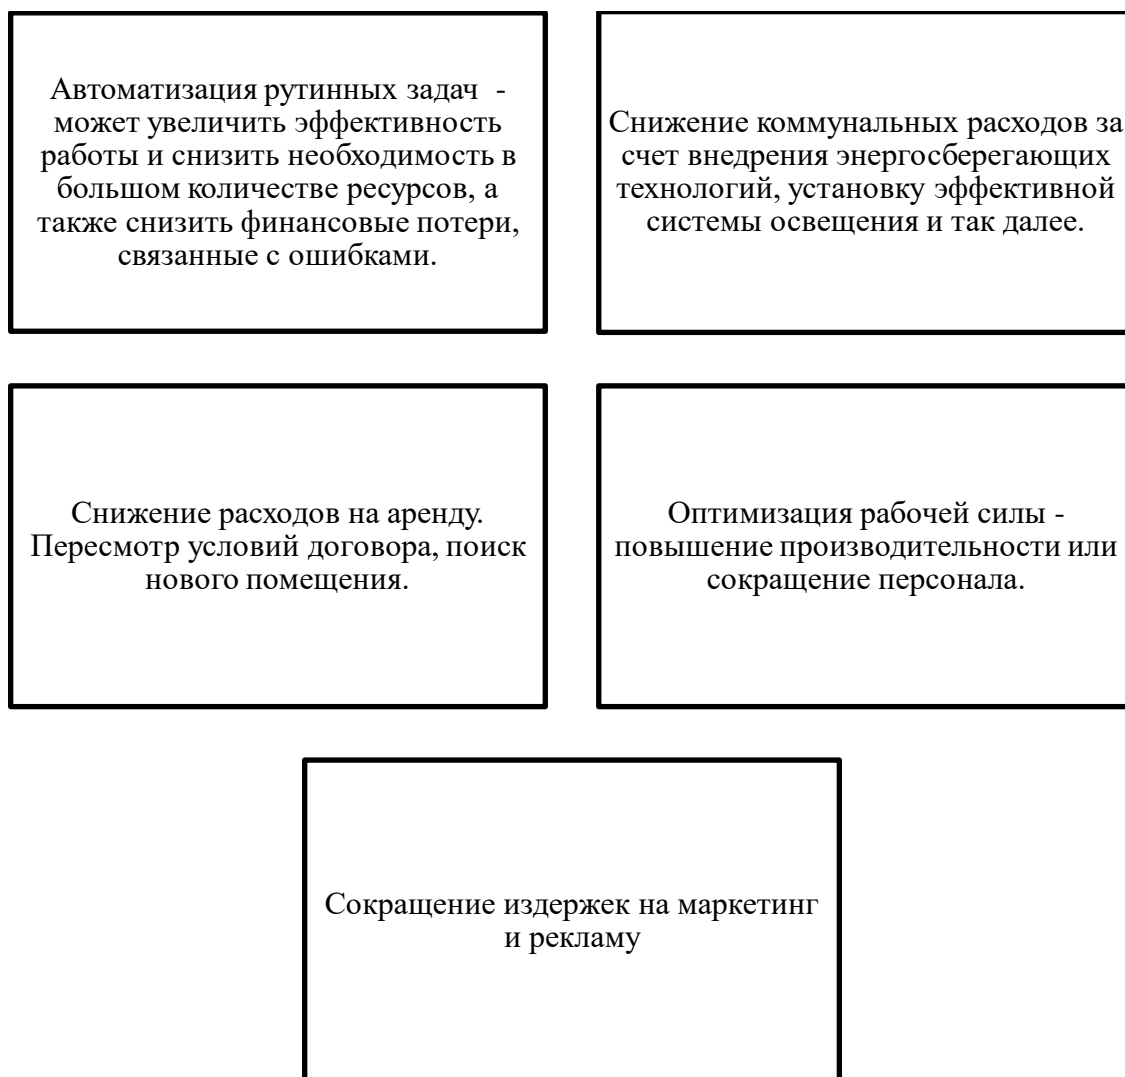 Автоматизация рутинных задач  -
может увеличить эффективность
работы и снизить необходимость в
большом количестве ресурсов, а
также снизить финансовые потери,
связанные с ошибками.
Снижение коммунальных расходов за
счет внедрения энергосберегающих
технологий, установку эффективной
системы освещения и так далее.
Снижение расходов на аренду.
Пересмотр условий договора, поиск
нового помещения.
Оптимизация рабочей силы -
повышение производительности или
сокращение персонала.
Сокращение издержек на маркетинг
и рекламу